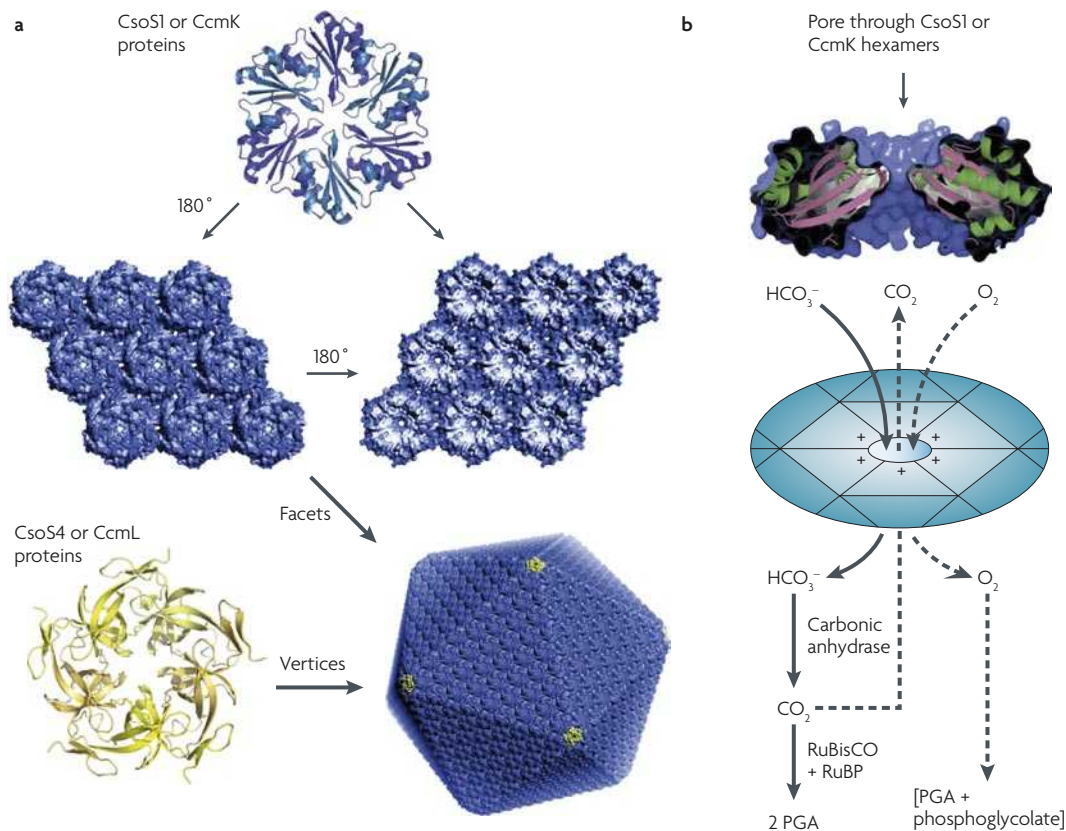 a
CsoS1 or CcmK
proteins
180°
180°
Facets
CsoS4 or CcmL
proteins
Vertices
b
Pore through CsoS1 or
CcmK hexamers
HCO₃⁻
CO₂
O₂
+ +
+ +
+
HCO₃⁻
O₂
Carbonic
anhydrase
CO₂
RuBisCO
+ RuBP
2 PGA
[PGA +
phosphoglycolate]